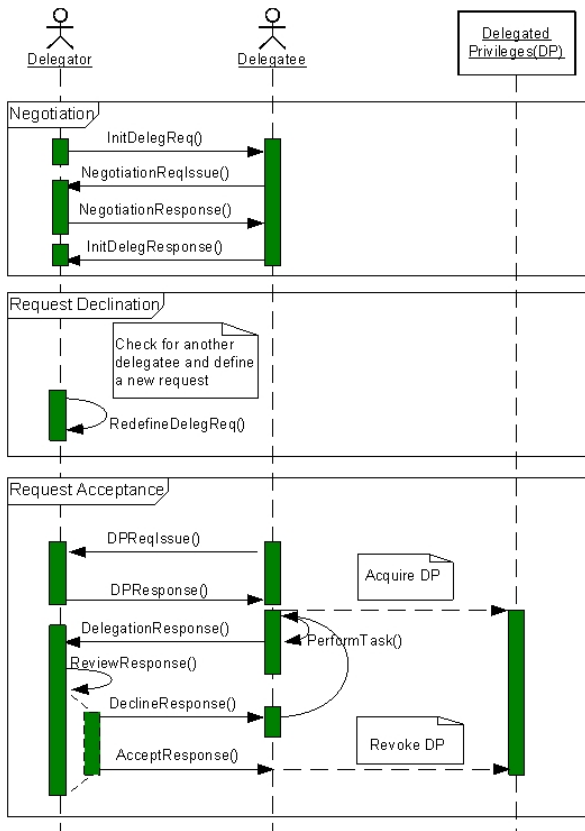 Delegator
Delegatee
Delegated
Privileges(DP)
Negotiation
InitDelegReq()
NegotiationReqIssue()
NegotiationResponse()
InitDelegResponse()
Request Declination
Check for another
delegatee and define
a new request
RedefineDelegReq()
Request Acceptance
DPReqIssue()
DPResponse()
Acquire DP
DelegationResponse()
PerformTask()
ReviewResponse()
DeclineResponse()
Revoke DP
AcceptResponse()